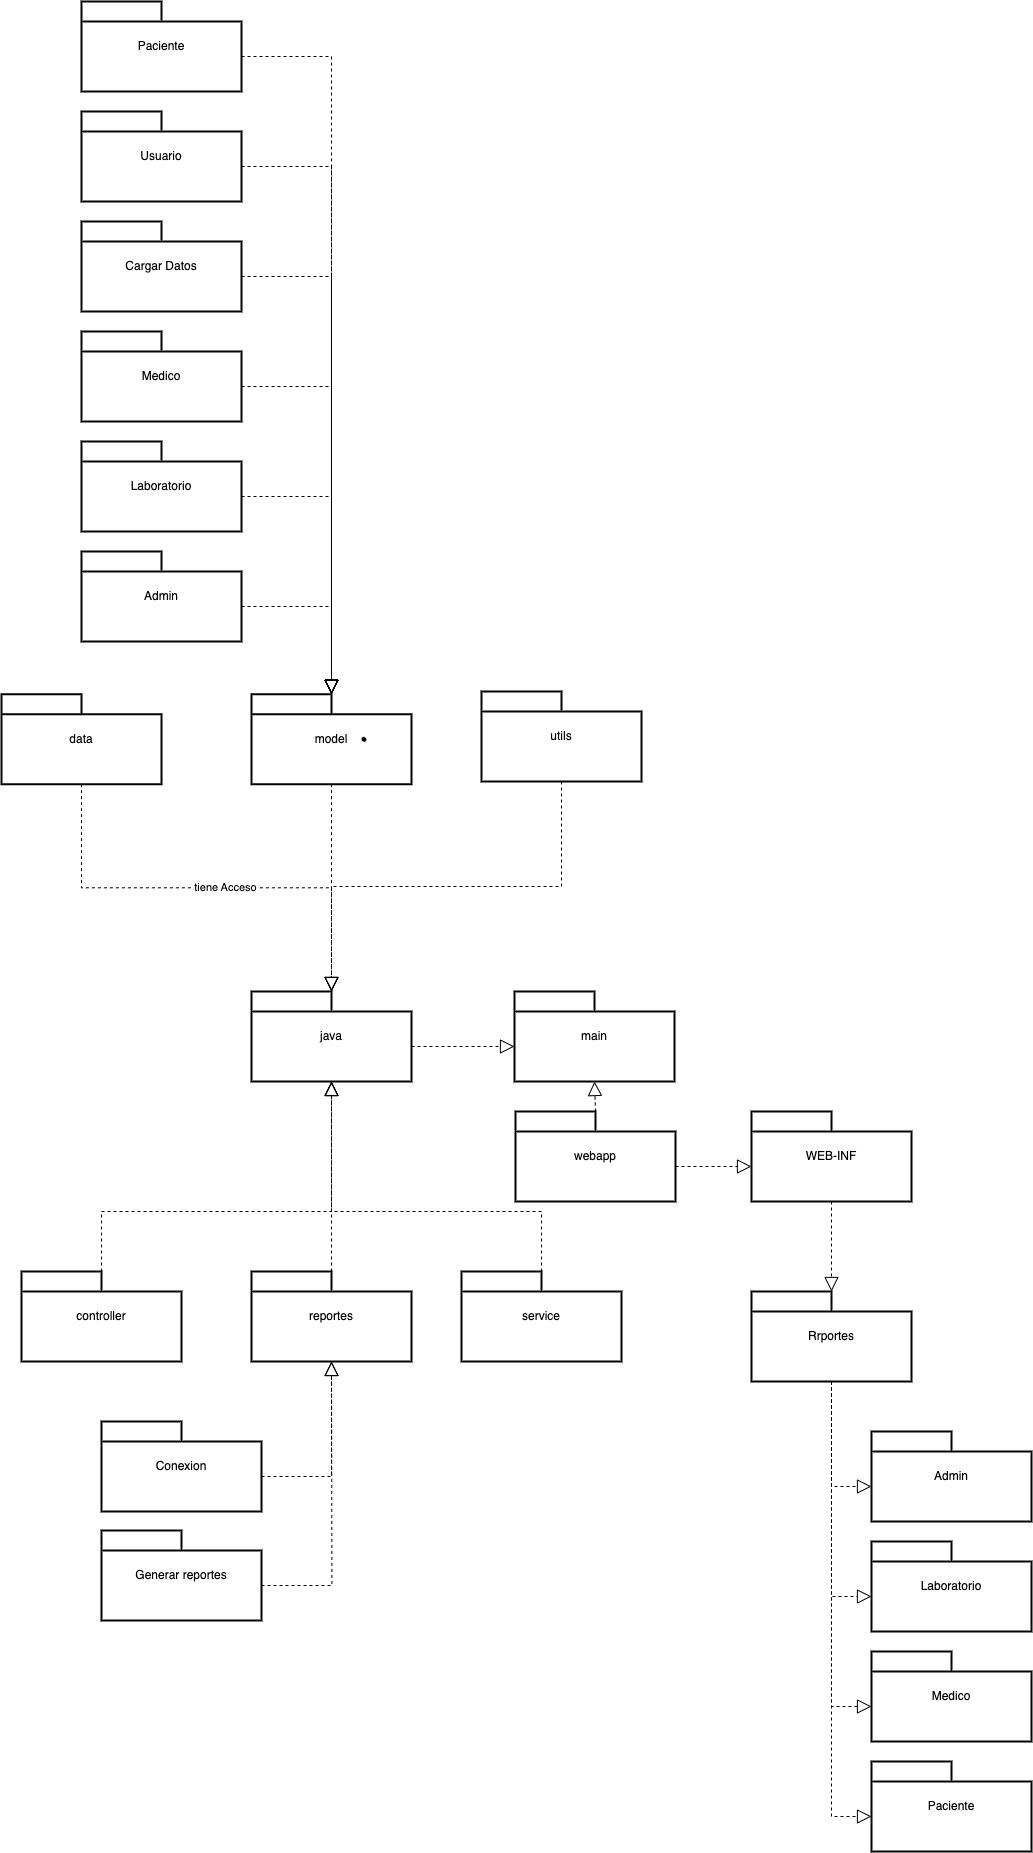 Paciente
Usuario
Cargar Datos
Medico
Laboratorio
Admin
data
model
utils
tiene Acceso
java
main
webapp
WEB-INF
controller
reportes
service
Rrportes
Conexion
Admin
Generar reportes
Laboratorio
Medico
Paciente